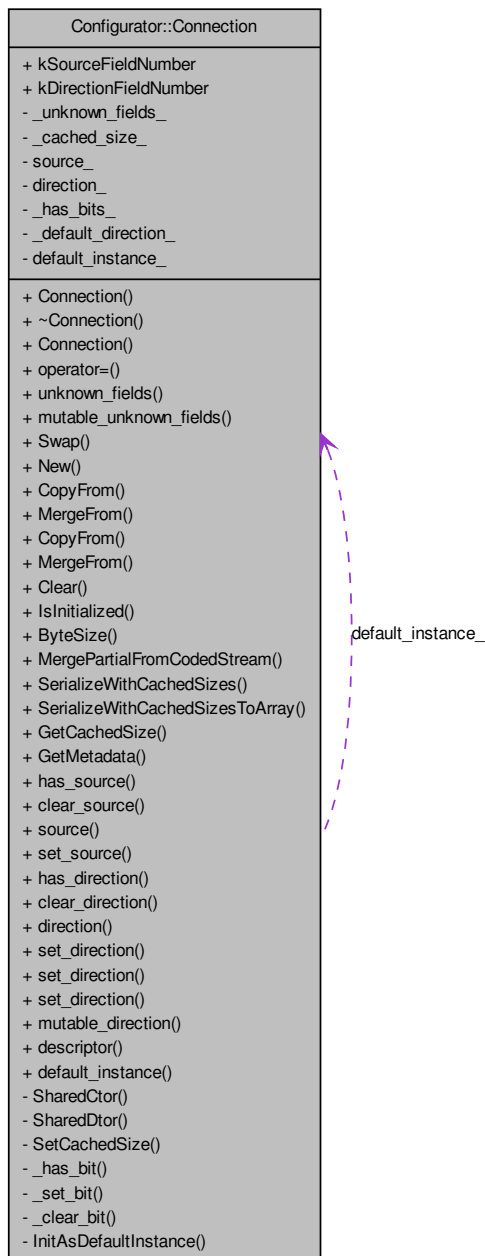 Configurator::Connection
+ kSourceFieldNumber
+ kDirectionFieldNumber
- _unknown_fields_
- _cached_size_
- source_
- direction_
- _has_bits_
- _default_direction_
- default_instance_
+ Connection()
+ ~Connection()
+ Connection()
+ operator=()
+ unknown_fields()
+ mutable_unknown_fields()
+ Swap()
+ New()
+ CopyFrom()
+ MergeFrom()
+ CopyFrom()
+ MergeFrom()
+ Clear()
+ IsInitialized()
+ ByteSize()
+ MergePartialFromCodedStream()
+ SerializeWithCachedSizes()
+ SerializeWithCachedSizesToArray()
+ GetCachedSize()
+ GetMetadata()
+ has_source()
+ clear_source()
+ source()
+ set_source()
+ has_direction()
+ clear_direction()
+ direction()
+ set_direction()
+ set_direction()
+ set_direction()
+ mutable_direction()
+ descriptor()
+ default_instance()
- SharedCtor()
- SharedDtor()
- SetCachedSize()
- _has_bit()
- _set_bit()
- _clear_bit()
- InitAsDefaultInstance()
default_instance_